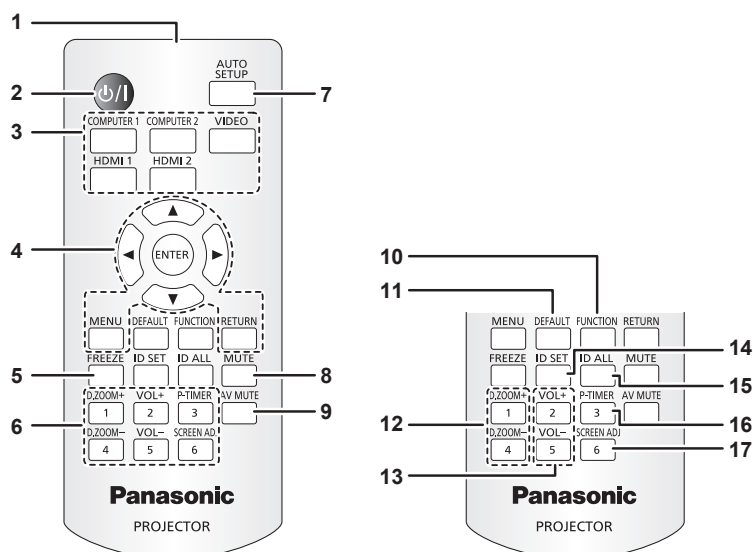 1
AUTO
SETUP
2
⏻/I
7
3
COMPUTER 1 COMPUTER 2 VIDEO
HDMI 1 HDMI 2
4
ENTER
MENU DEFAULT FUNCTION RETURN
5
FREEZE ID SET ID ALL MUTE
8
6
D.ZOOM+ VOL+ P-TIMER AV MUTE
1 2 3
9
D.ZOOM− VOL− SCREEN AD
4 5 6
Panasonic
PROJECTOR
10
11
MENU DEFAULT FUNCTION RETURN
14
FREEZE ID SET ID ALL MUTE
15
12
D.ZOOM+ VOL+ P-TIMER AV MUTE
1 2 3
16
D.ZOOM− VOL− SCREEN ADJ
4 5 6
17
13
Panasonic
PROJECTOR